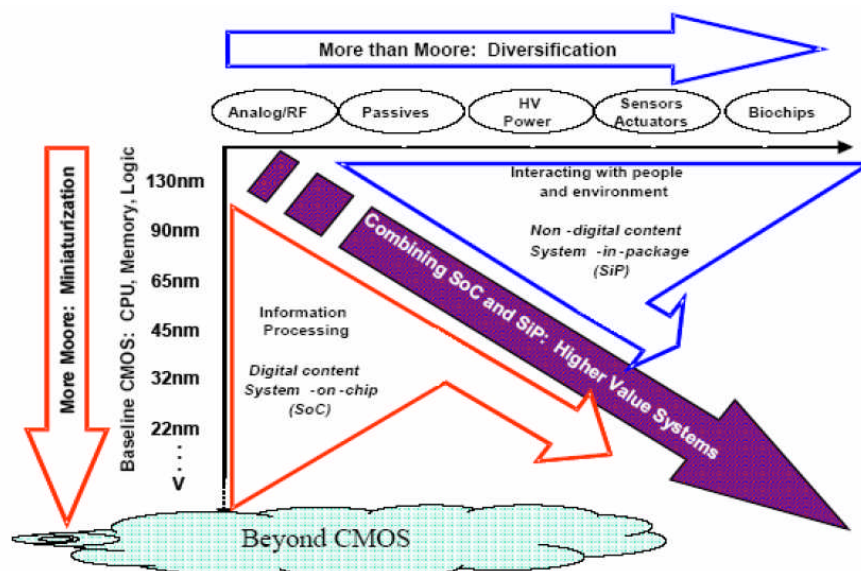 More than Moore: Diversification
Analog/RF
Passives
HV
Power
Sensors
Actuators
Biochips
More Moore: Miniaturization
Baseline CMOS: CPU, Memory, Logic
130nm
90nm
65nm
45nm
32nm
22nm
V
Interacting with people
and environment
Non -digital content
System -in-package
(SiP)
Combining SoC and SiP: Higher Value Systems
Information
Processing
Digital content
System -on -chip
(SoC)
Beyond CMOS